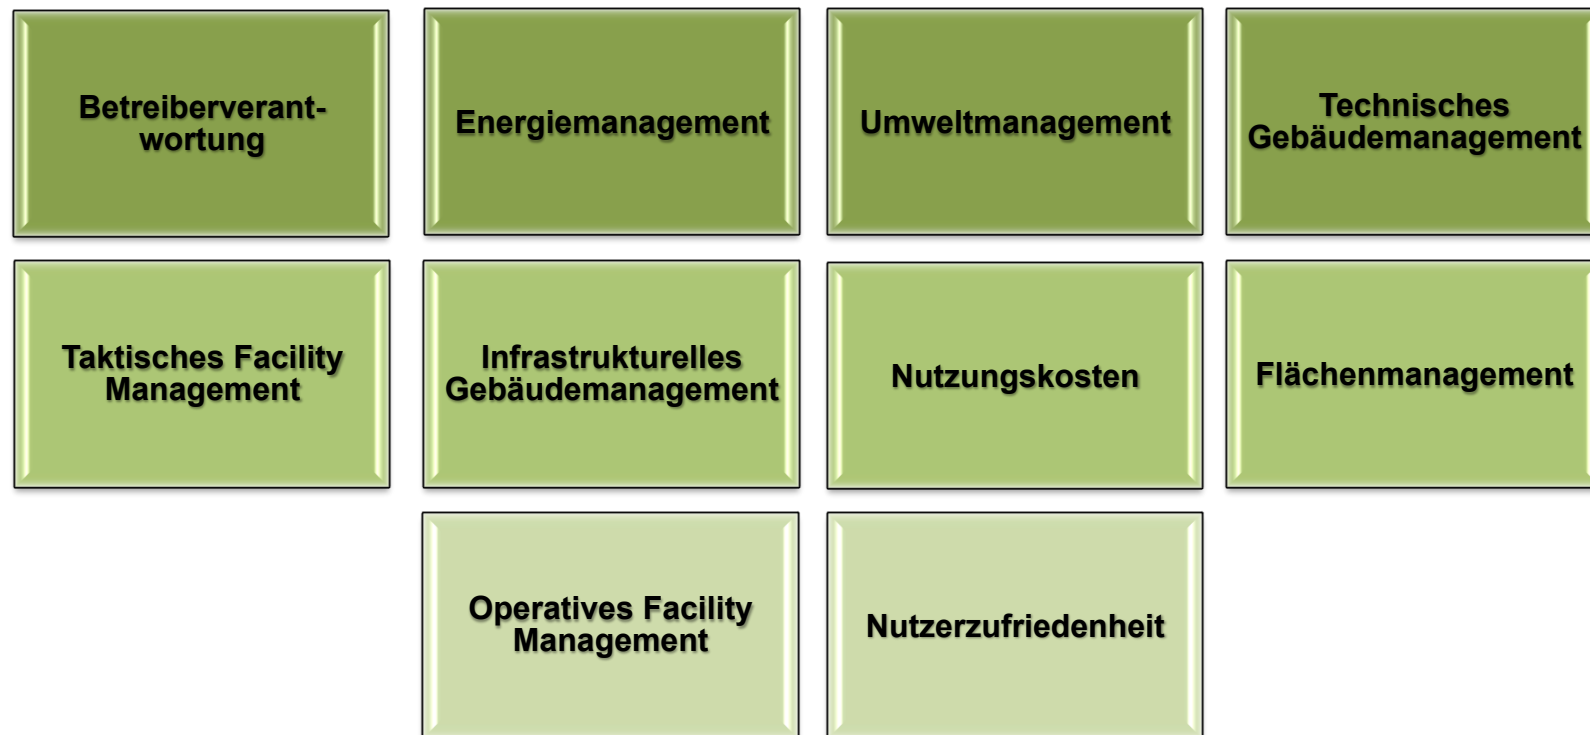 Betreiberverant-
wortung
Energiemanagement
Umweltmanagement
Technisches
Gebäudemanagement
Taktisches Facility
Management
Infrastrukturelles
Gebäudemanagement
Nutzungskosten
Flächenmanagement
Operatives Facility
Management
Nutzerzufriedenheit